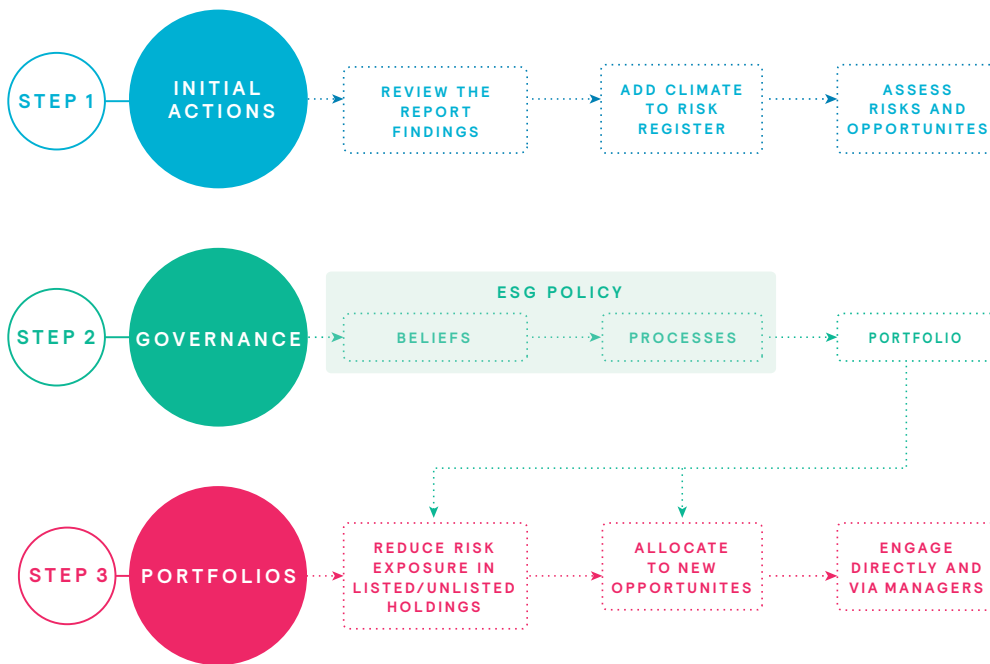 STEP 1
INITIAL
ACTIONS
REVIEW THE
REPORT
FINDINGS
ADD CLIMATE
TO RISK
REGISTER
ASSESS
RISKS AND
OPPORTUNITES
STEP 2
GOVERNANCE
ESG POLICY
BELIEFS
PROCESSES
PORTFOLIO
STEP 3
PORTFOLIOS
REDUCE RISK
EXPOSURE IN
LISTED/UNLISTED
HOLDINGS
ALLOCATE
TO NEW
OPPORTUNITES
ENGAGE
DIRECTLY AND
VIA MANAGERS